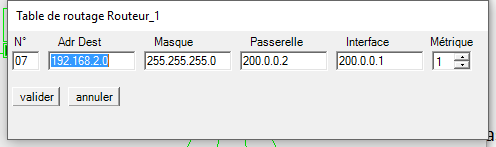 Table de routage Routeur_1
N° Adr Dest Masque Passerelle Interface Métrique
07 192.168.2.0 255.255.255.0 200.0.0.2 200.0.0.1 1
valider annuler
a